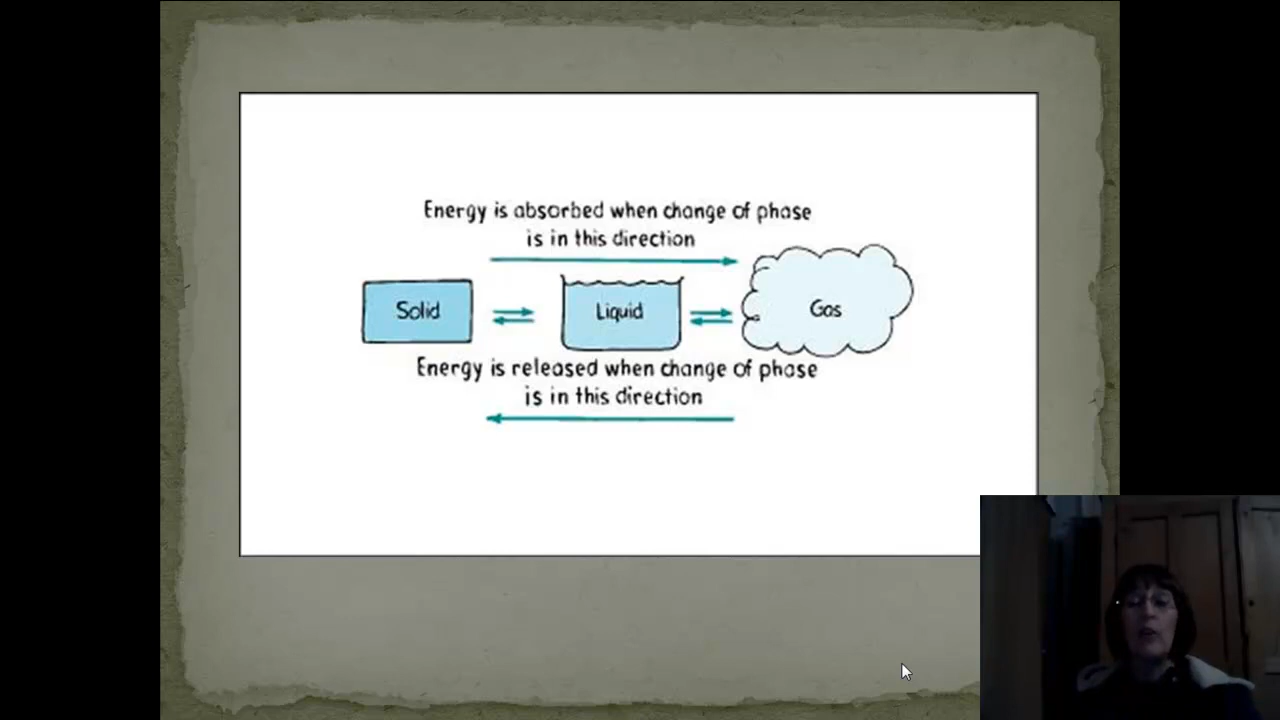 Energy is absorbed when change of phase
is in this direction
Solid
Liquid
Gas
Energy is released when change of phase
is in this direction